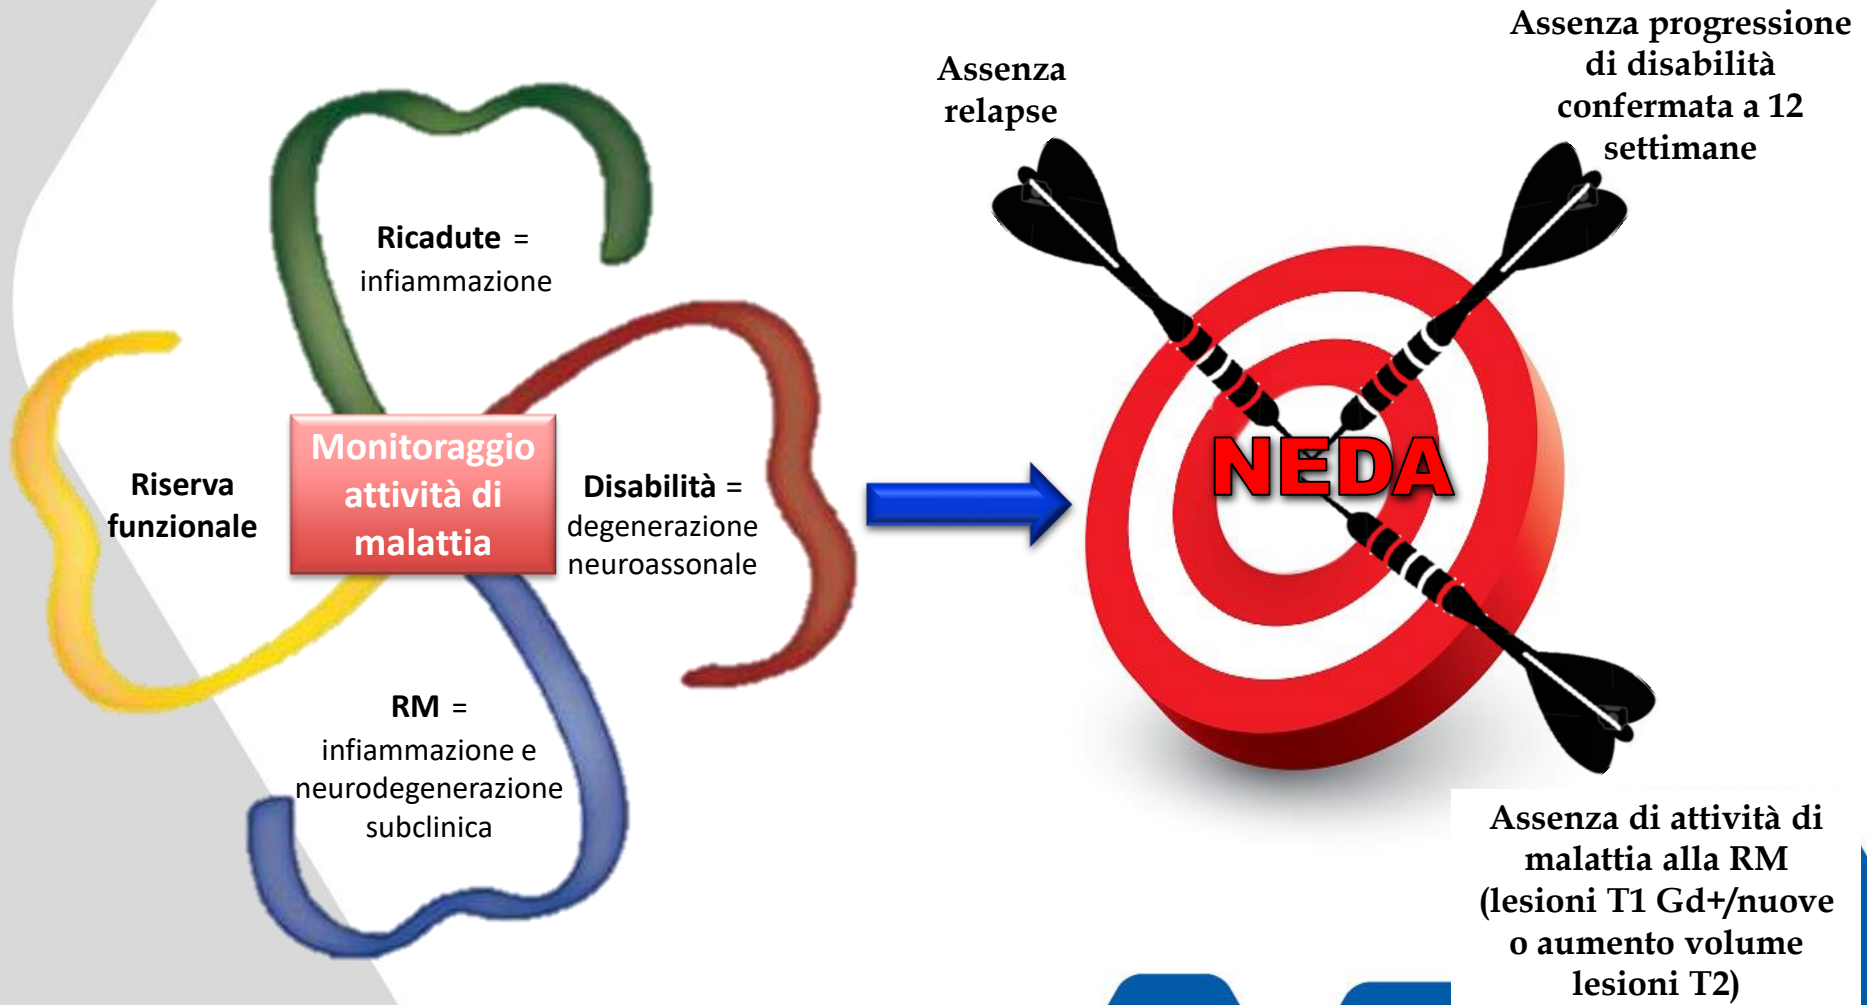 Ricadute =
infiammazione
Riserva
funzionale
Monitoraggio
attività di
malattia
Disabilità =
degenerazione
neuroassonale
RM =
infiammazione e
neurodegenerazione
subclinica
Assenza
relapse
Assenza progressione
di disabilità
confermata a 12
settimane
NEDA
Assenza di attività di
malattia alla RM
(lesioni T1 Gd+/nuove
o aumento volume
lesioni T2)